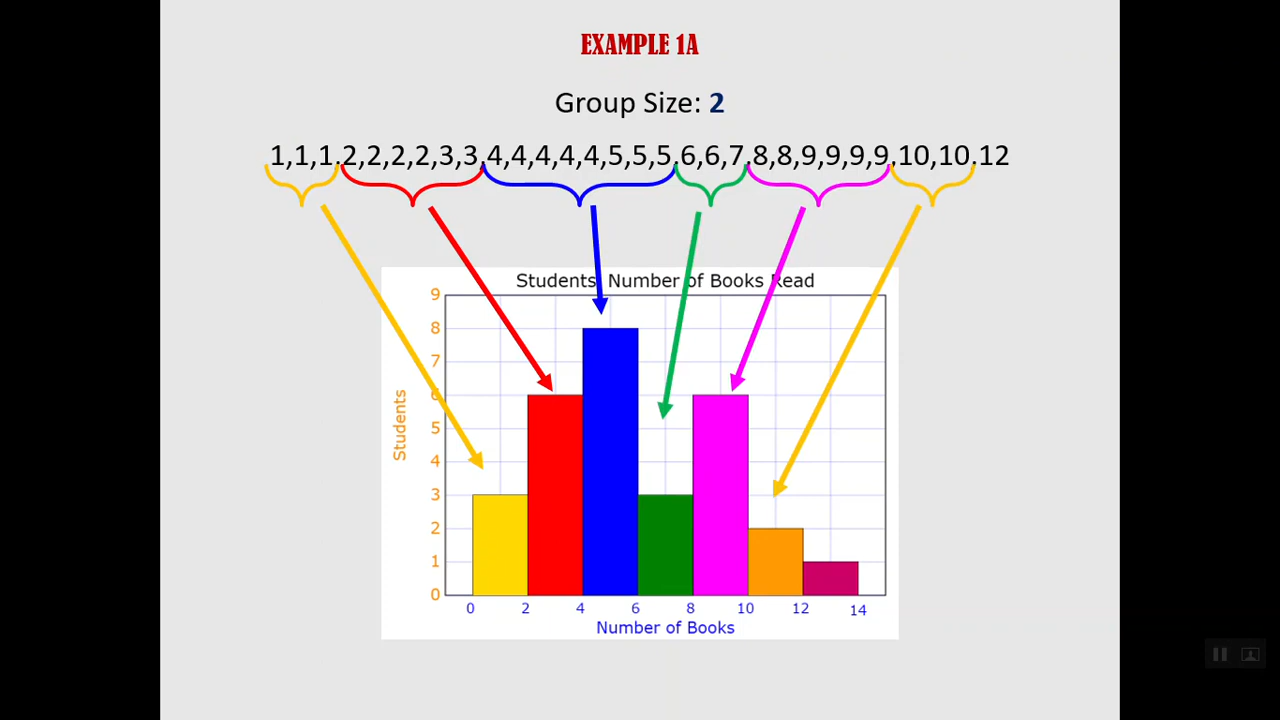 EXAMPLE 1A
Group Size: 2
1,1,1,2,2,2,2,3,3,4,4,4,4,4,5,5,5,6,6,7,8,8,9,9,9,9,10,10,12
Students Number of Books Read
9
8
7
6
5
4
3
2
1
0
Students
0 2 4 6 8 10 12 14
Number of Books